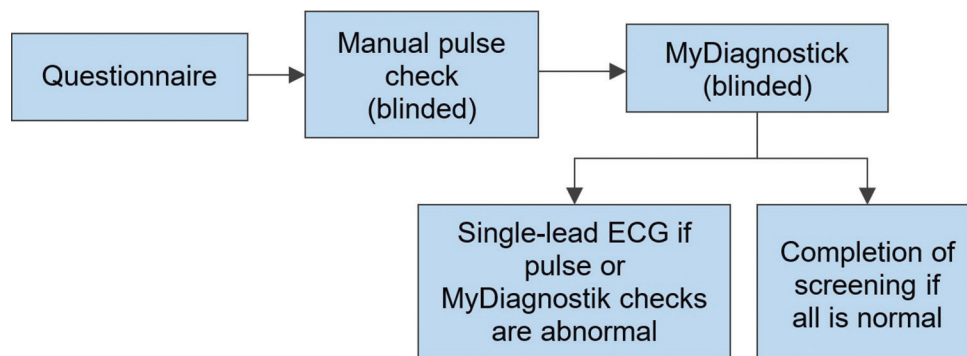 Questionnaire
Manual pulse
check
(blinded)
MyDiagnostick
(blinded)
Single-lead ECG if
pulse or
MyDiagnostik checks
are abnormal
Completion of
screening if
all is normal